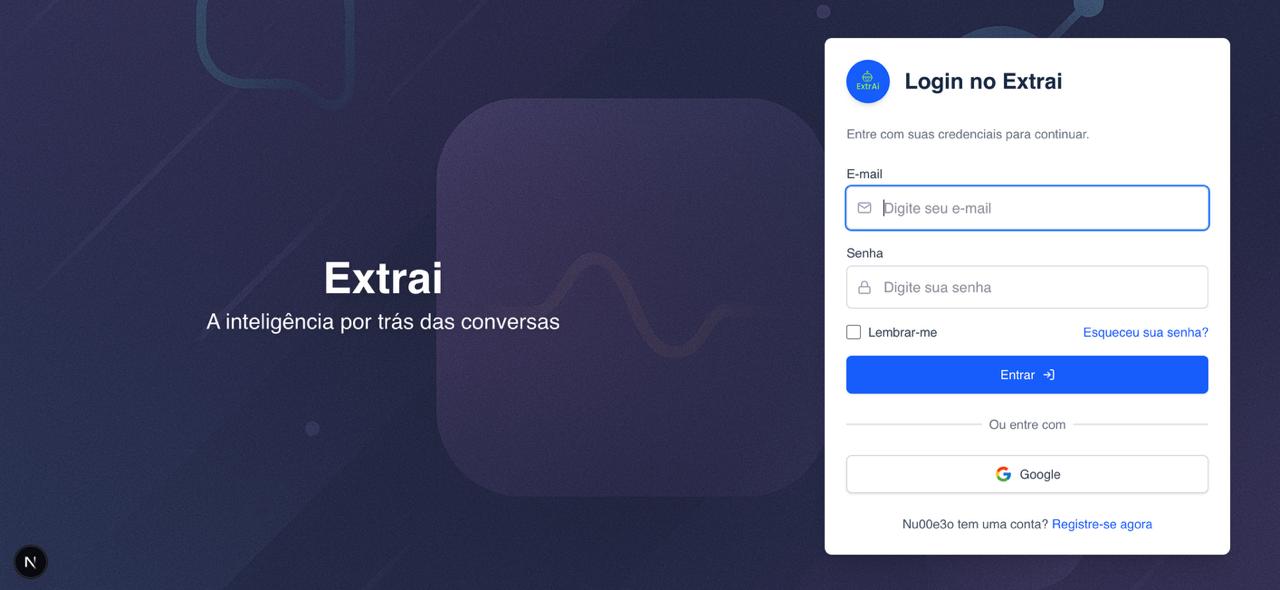 Extrai
A inteligência por trás das conversas
ExtrAi
Login no Extrai
Entre com suas credenciais para continuar.
E-mail
Digite seu e-mail
Senha
Digite sua senha
Lembrar-me
Esqueceu sua senha?
Entrar
Ou entre com
Google
Nu00e3o tem uma conta? Registre-se agora
N